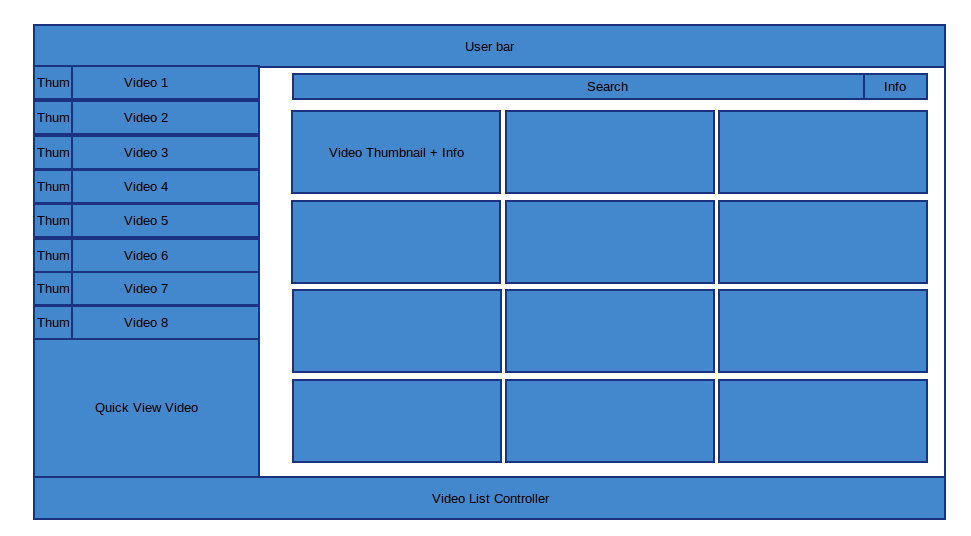 User bar
Thum Video 1
Thum Video 2
Thum Video 3
Thum Video 4
Thum Video 5
Thum Video 6
Thum Video 7
Thum Video 8
Quick View Video
Search Info
Video Thumbnail + Info
Video List Controller